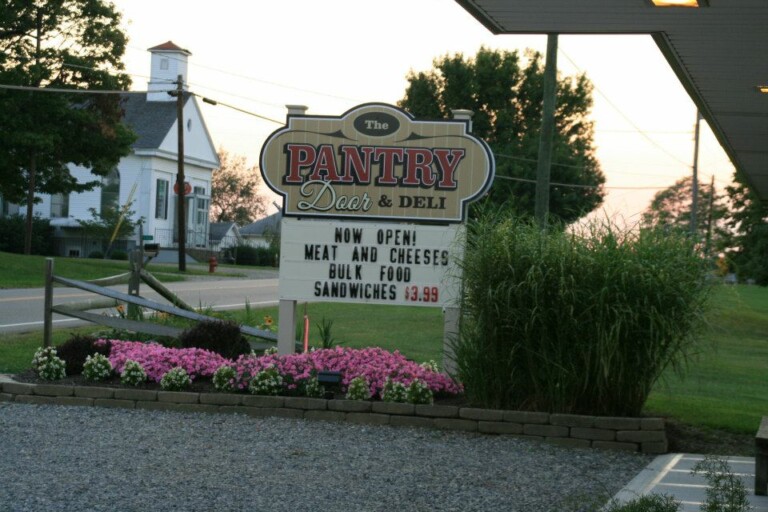 The
PANTRY
Door & DELI
NOW OPEN!
MEAT AND CHEESES
BULK FOOD
SANDWICHES $3.99